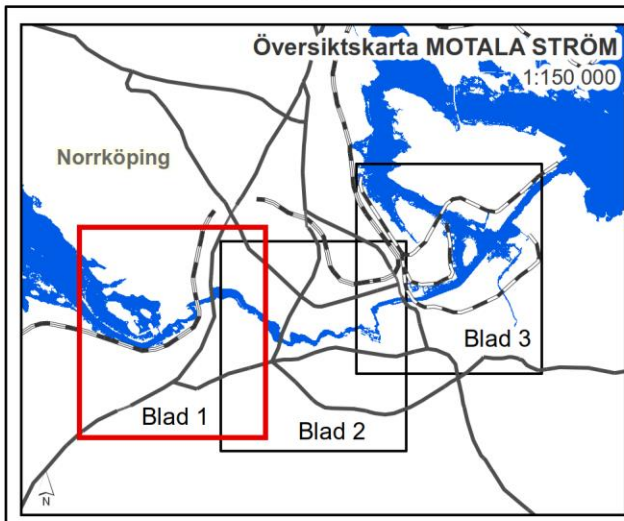 Översiktskarta MOTALA STRÖM
1:150 000
Norrköping
Blad 3
Blad 1
Blad 2
N